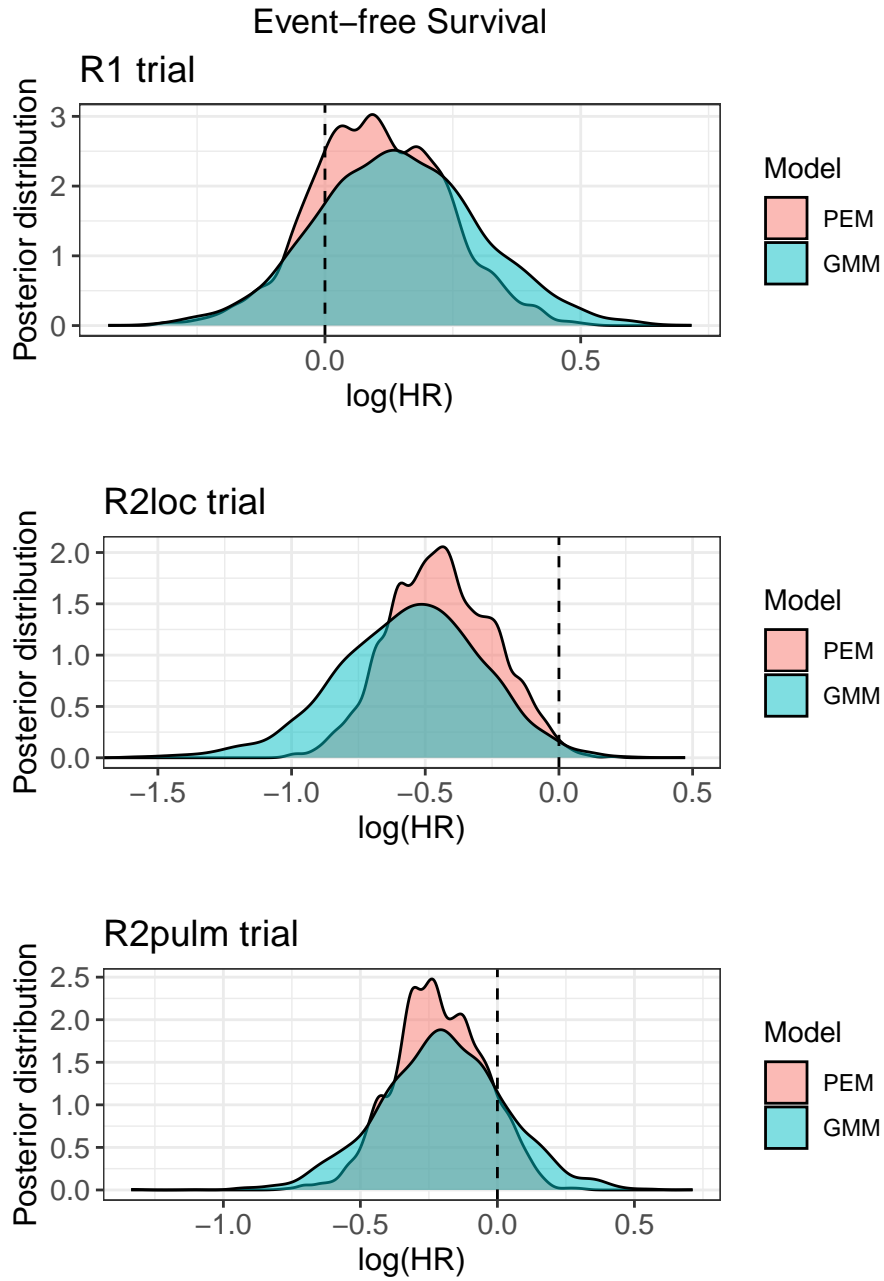 Event−free Survival
R1 trial
Posterior distribution
3
2
1
0
0.0 0.5
log(HR)
Model
PEM
GMM
R2loc trial
Posterior distribution
2.0
1.5
1.0
0.5
0.0
−1.5 −1.0 −0.5 0.0 0.5
log(HR)
Model
PEM
GMM
R2pulm trial
Posterior distribution
2.5
2.0
1.5
1.0
0.5
0.0
−1.0 −0.5 0.0 0.5
log(HR)
Model
PEM
GMM